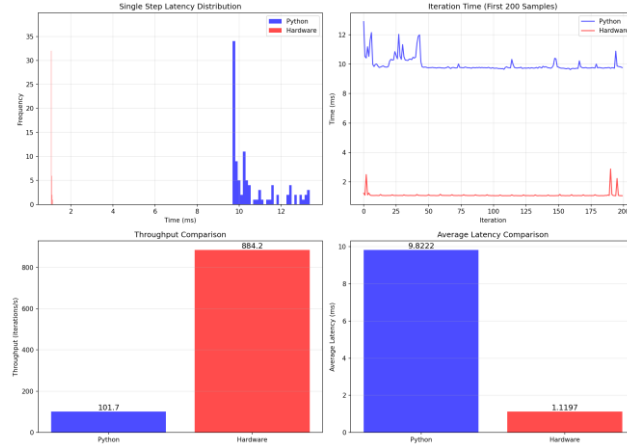 Single Step Latency Distribution
Python
Hardware
Frequency
35
30
25
20
15
10
5
0
2
4
6
8
10
12
Time (ms)
Iteration Time (First 200 Samples)
Python
Hardware
Time (ms)
12
10
8
6
4
2
0
25
50
75
100
125
150
175
200
Iteration
Throughput Comparison
884.2
101.7
Throughput (iterations/s)
800
600
400
200
0
Python
Hardware
Average Latency Comparison
9.8222
1.1197
Average Latency (ms)
10
8
6
4
2
0
Python
Hardware